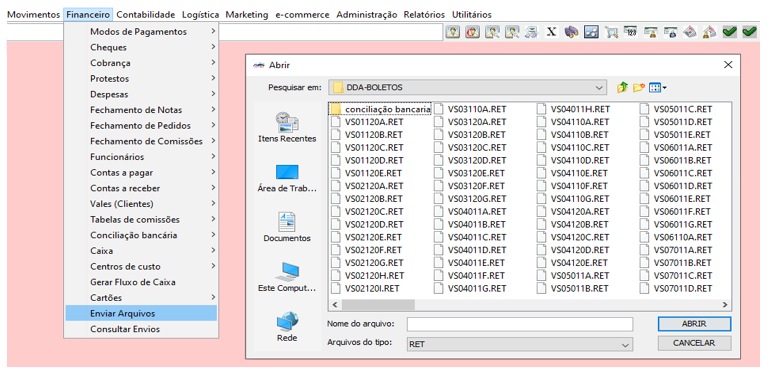 Movimentos Financeiro Contabilidade Logística Marketing e-commerce Administração Relatórios Utilitários
Modos de Pagamentos
Cheques
Cobrança
Protestos
Despesas
Fechamento de Notas
Fechamento de Pedidos
Fechamento de Comissões
Funcionários
Contas a pagar
Contas a receber
Vales (Clientes)
Tabelas de comissões
Conciliação bancária
Caixa
Centros de custo
Gerar Fluxo de Caixa
Cartões
Enviar Arquivos
Consultar Envios
Abrir
Pesquisar em: DDA-BOLETOS
Itens Recentes
Área de Trab...
Documentos
Este Comput...
Rede
conciliação bancaria VS03110A.RET VS04011H.RET VS05011C.RET
VS01120A.RET VS03120A.RET VS04110A.RET VS05011D.RET
VS01120B.RET VS03120B.RET VS04110B.RET VS05011E.RET
VS01120C.RET VS03120C.RET VS04110C.RET VS06011A.RET
VS01120D.RET VS03120D.RET VS04110D.RET VS06011B.RET
VS01120E.RET VS03120E.RET VS04110E.RET VS06011C.RET
VS02120A.RET VS03120F.RET VS04110F.RET VS06011D.RET
VS02120B.RET VS03120G.RET VS04110G.RET VS06011E.RET
VS02120C.RET VS04011A.RET VS04120A.RET VS06011F.RET
VS02120D.RET VS04011B.RET VS04120B.RET VS06011G.RET
VS02120E.RET VS04011C.RET VS04120C.RET VS06110A.RET
VS02120F.RET VS04011D.RET VS04120D.RET VS07011A.RET
VS02120G.RET VS04011E.RET VS04120E.RET VS07011B.RET
VS02120H.RET VS04011F.RET VS05011A.RET VS07011C.RET
VS02120I.RET VS04011G.RET VS05011B.RET VS07011D.RET
Nome do arquivo: ABRIR
Arquivos do tipo: RET CANCELAR